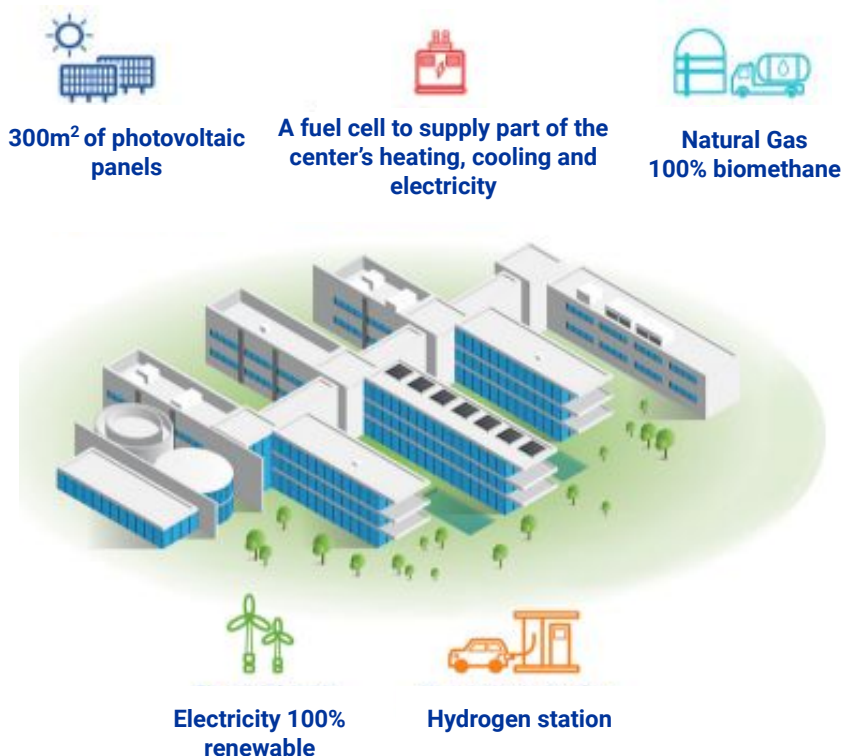 300m² of photovoltaic
panels
A fuel cell to supply part of the
center's heating, cooling and
electricity
Natural Gas
100% biomethane
Electricity 100%
renewable
Hydrogen station